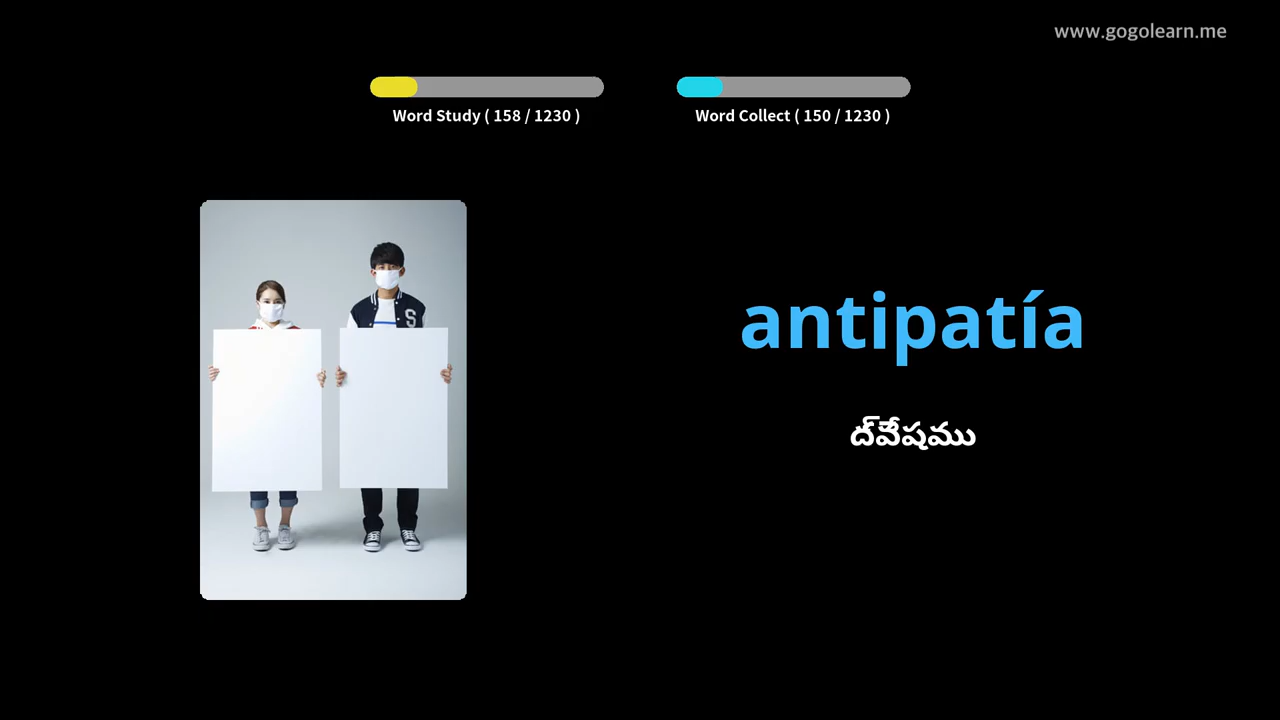 www.gogolearn.me
Word Study ( 158 / 1230 )
Word Collect ( 150 / 1230 )
S
antipatía
ద్వేషము